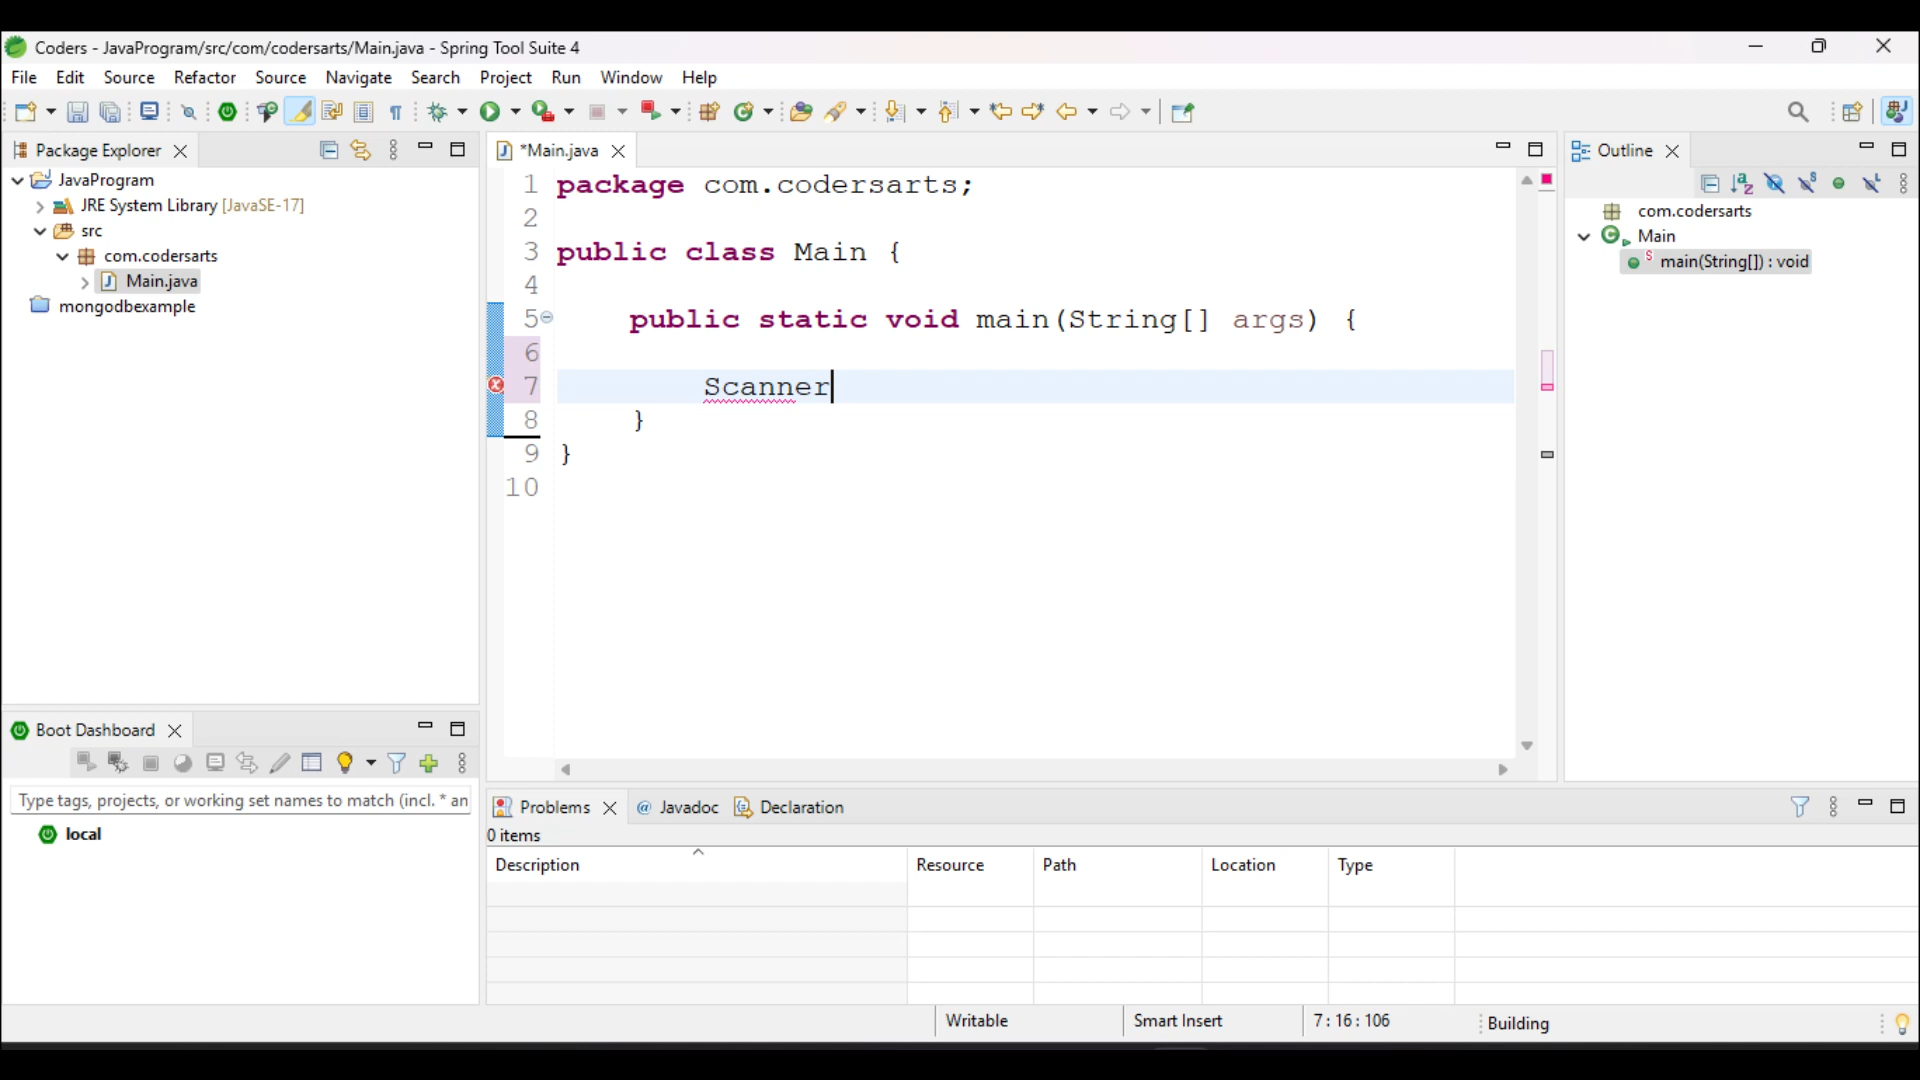 Coders - JavaProgram/src/com/codersarts/Main.java - Spring Tool Suite 4
File Edit Source Refactor Source Navigate Search Project Run Window Help
Package Explorer
JavaProgram
JRE System Library [JavaSE-17]
src
com.codersarts
Main.java
mongodbexample
*Main.java
1 package com.codersarts;
2
3 public class Main {
4
5 public static void main(String[] args) {
6
7 Scanner
8 }
9 }
10
Outline
com.codersarts
Main
main(String[]) : void
Boot Dashboard
Type tags, projects, or working set names to match (incl. * an
local
Problems Javadoc Declaration
0 items
Description Resource Path Location Type
Writable Smart Insert 7 : 16 : 106 Building